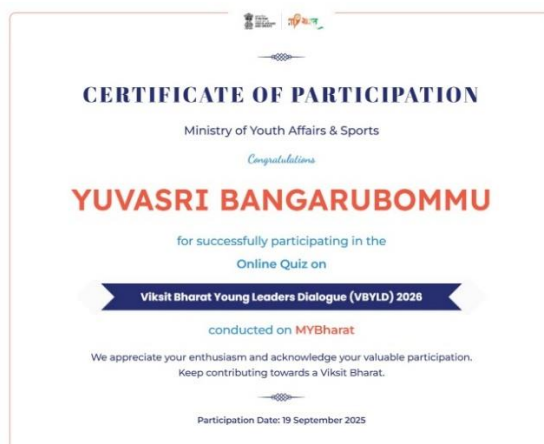 CERTIFICATE OF PARTICIPATION
Ministry of Youth Affairs & Sports
Congratulations
YUVASRI BANGARUBOMMU
for successfully participating in the
Online Quiz on
Viksit Bharat Young Leaders Dialogue (VBYLD) 2026
conducted on MYBharat
We appreciate your enthusiasm and acknowledge your valuable participation.
Keep contributing towards a Viksit Bharat.
Participation Date: 19 September 2025